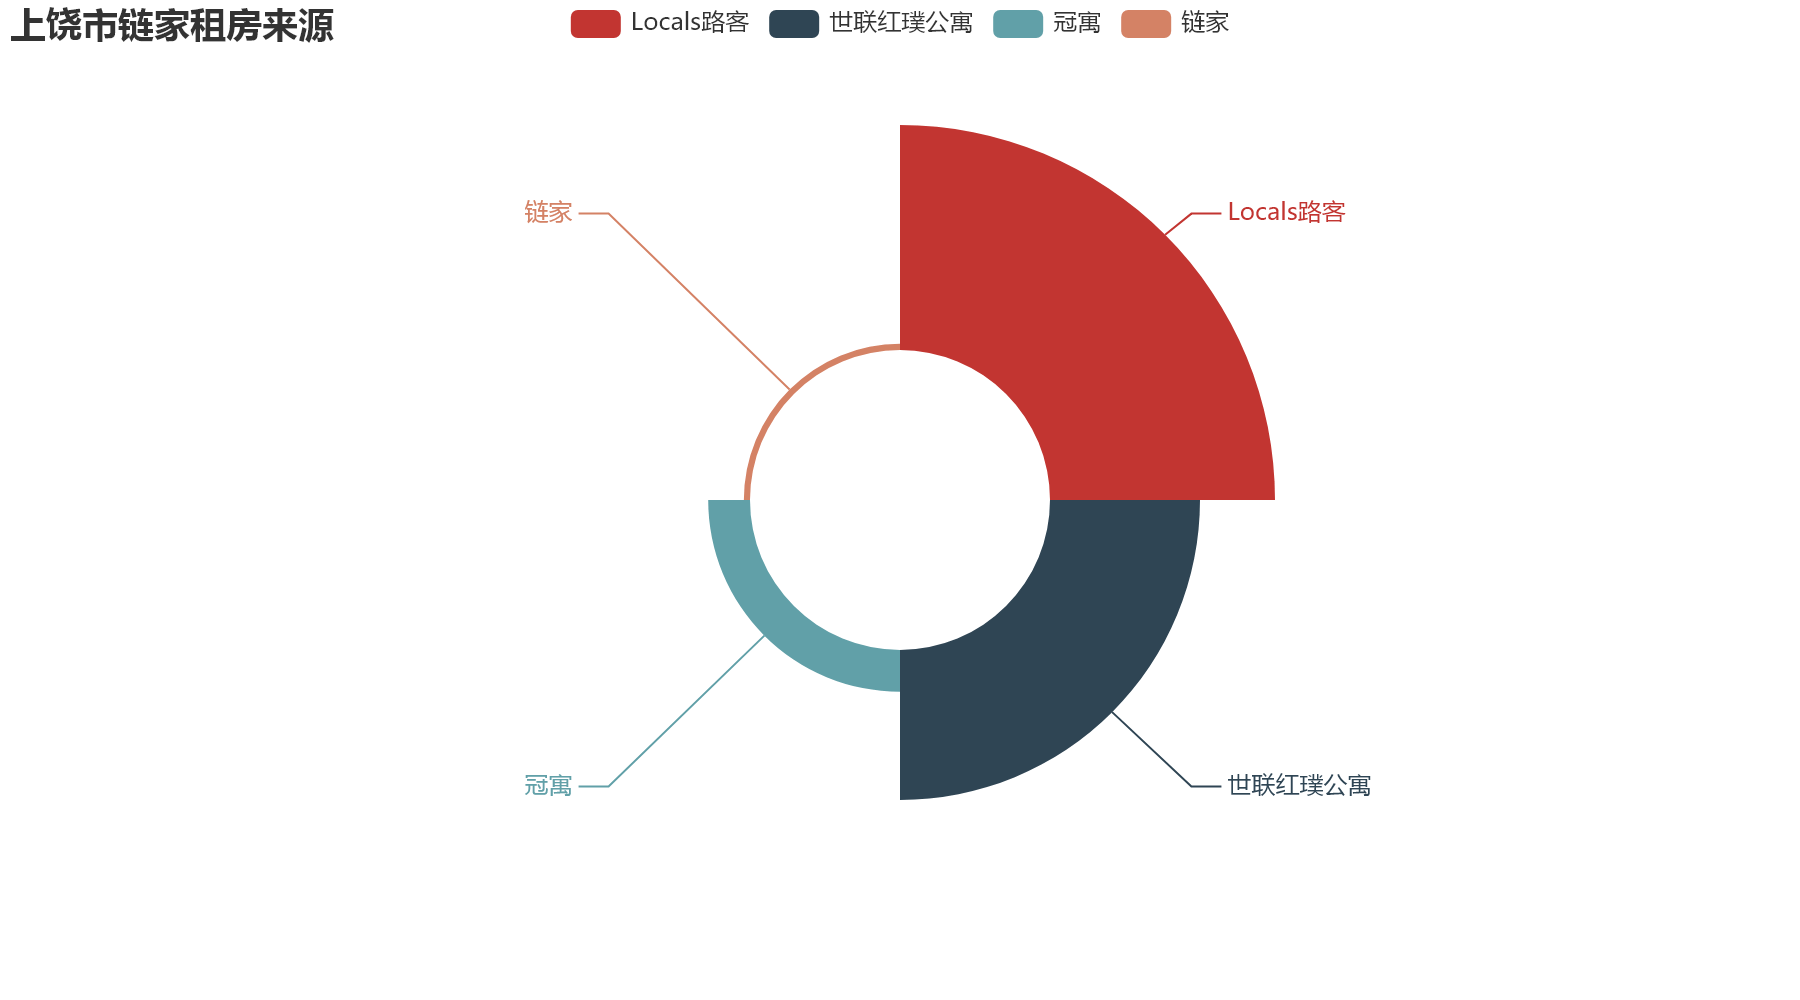 上饶市链家租房来源
Locals路客
世联红璞公寓
冠寓
链家
链家
Locals路客
冠寓
世联红璞公寓